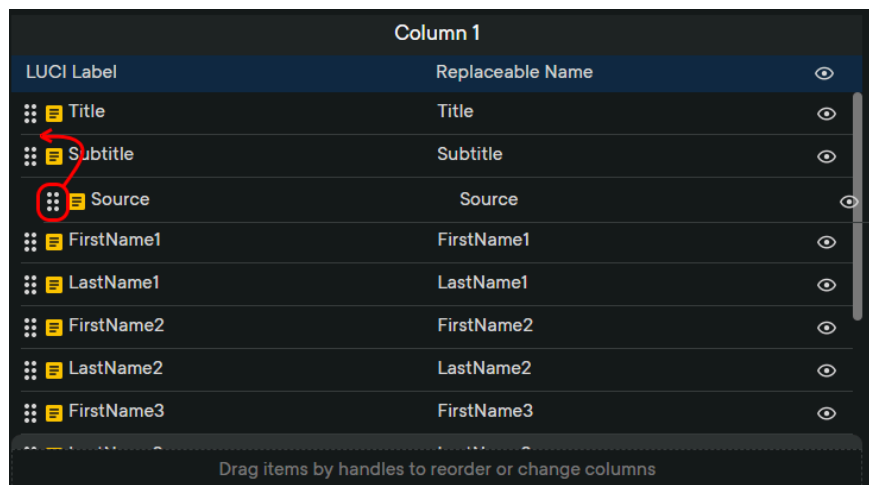 Column 1
LUCI Label Replaceable Name
Title Title
Subtitle Subtitle
Source Source
FirstName1 FirstName1
LastName1 LastName1
FirstName2 FirstName2
LastName2 LastName2
FirstName3 FirstName3
Drag items by handles to reorder or change columns